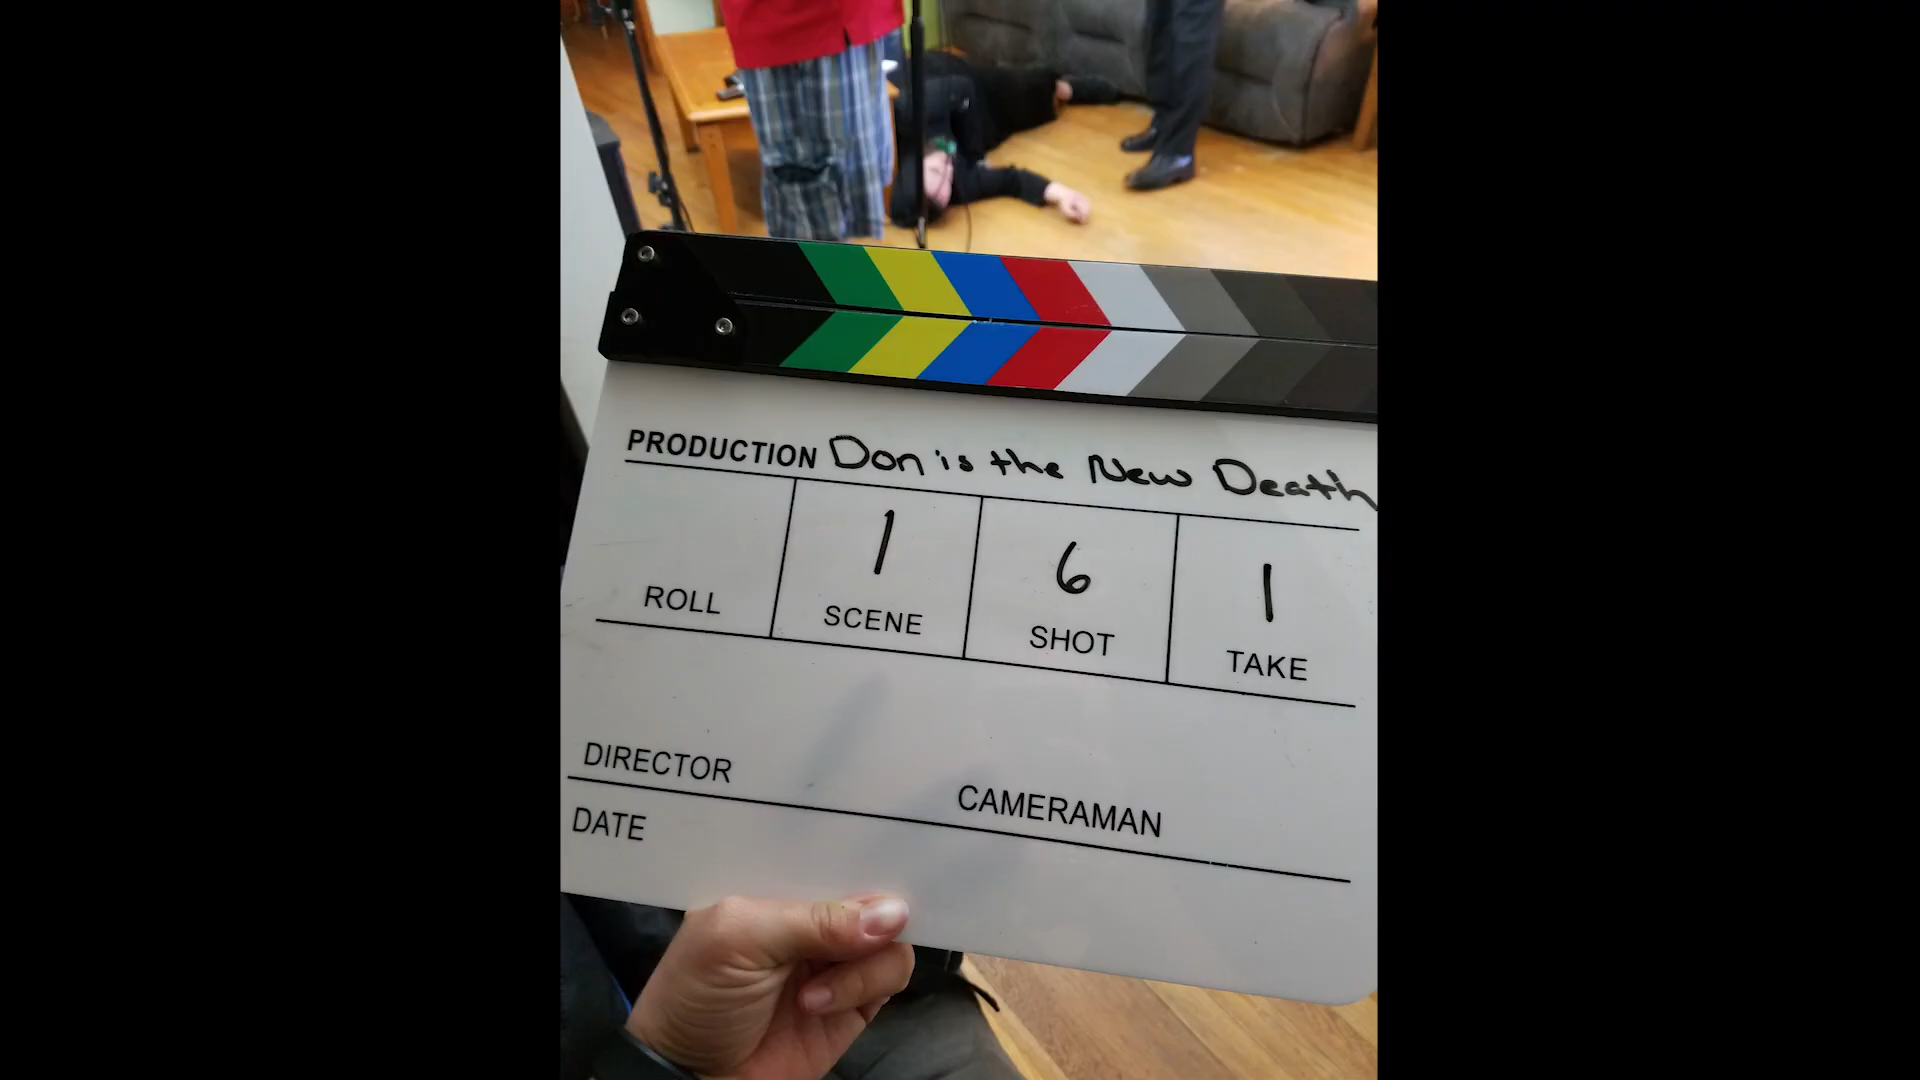 PRODUCTION Don is the New Death
1 6 1
ROLL SCENE SHOT TAKE
DIRECTOR CAMERAMAN
DATE